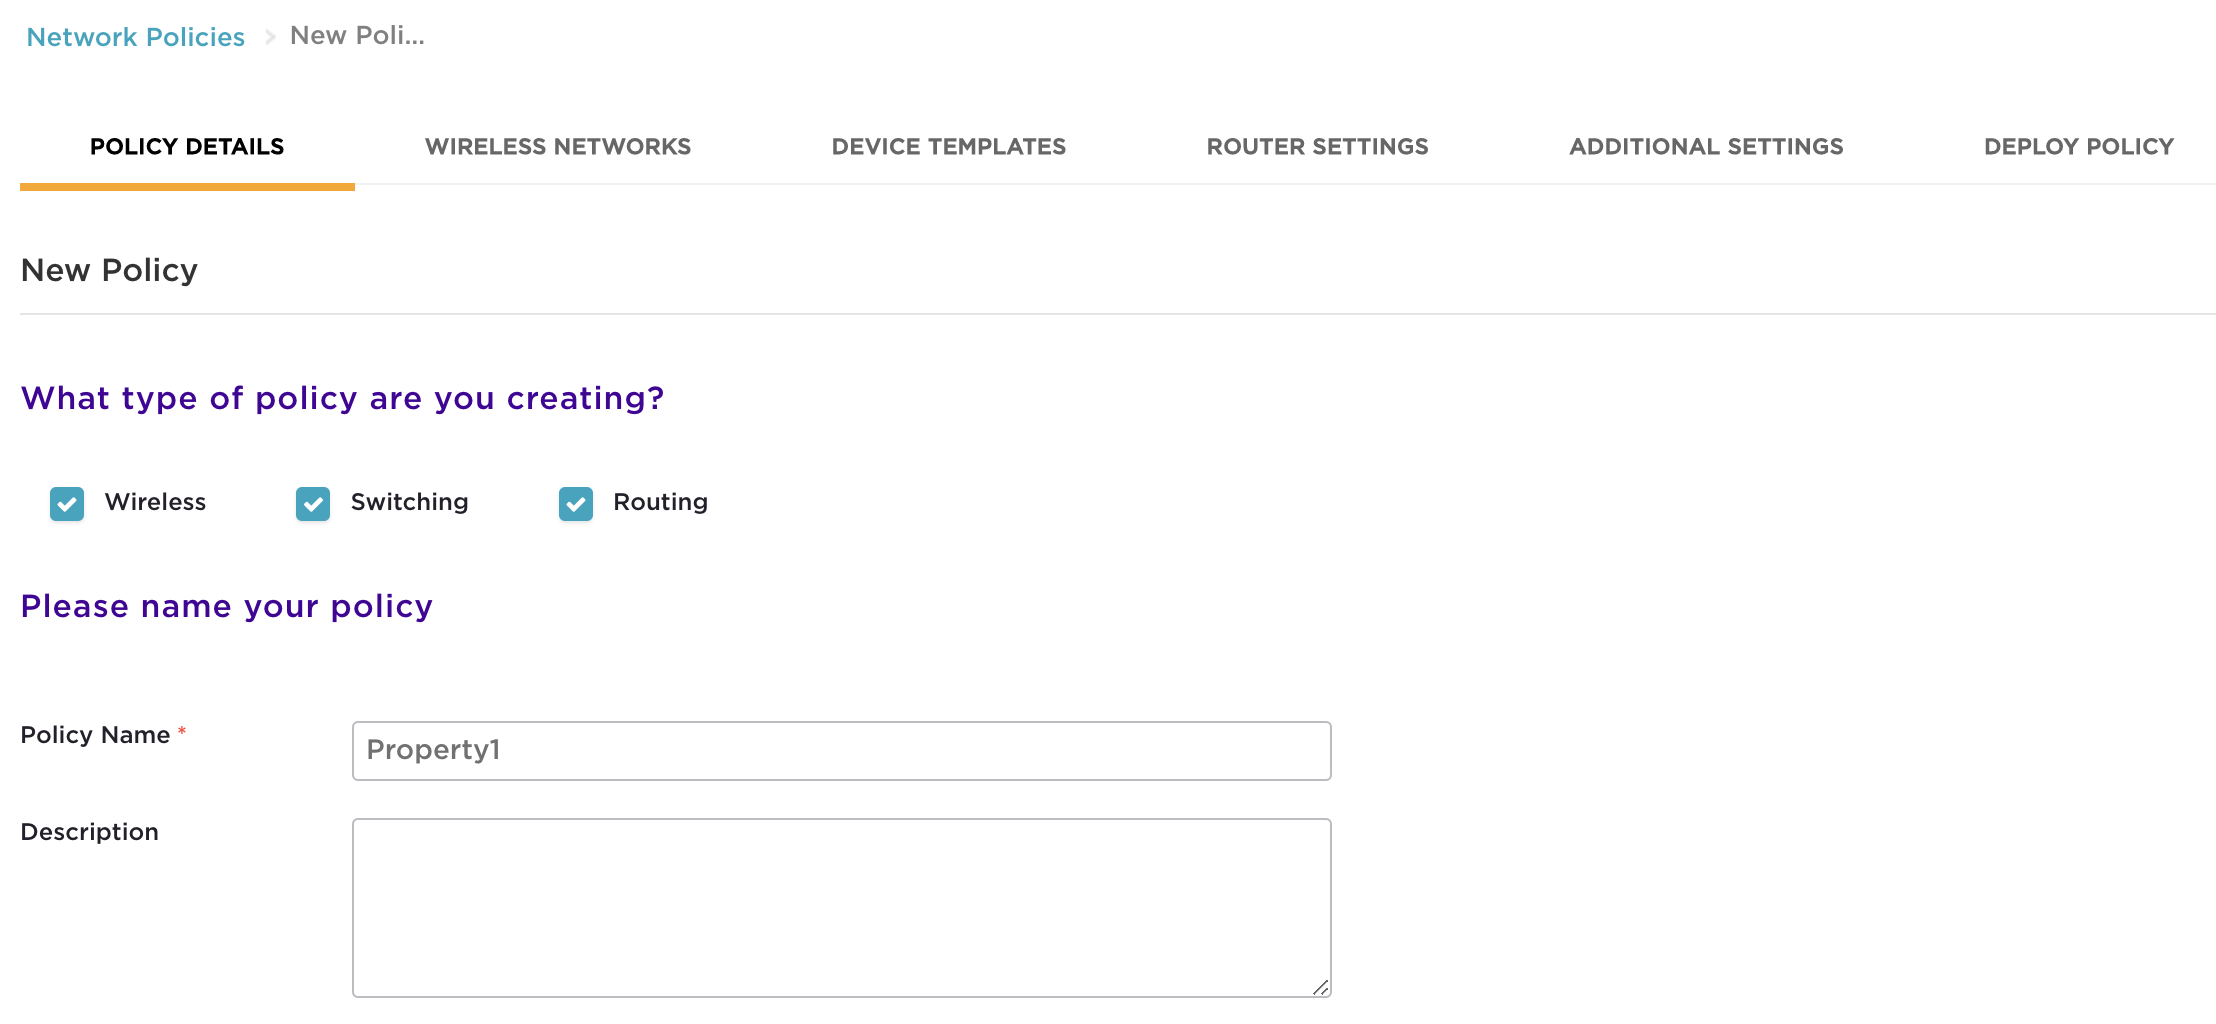 Network Policies > New Poli...
POLICY DETAILS WIRELESS NETWORKS DEVICE TEMPLATES ROUTER SETTINGS ADDITIONAL SETTINGS DEPLOY POLICY
New Policy
What type of policy are you creating?
Wireless Switching Routing
Please name your policy
Policy Name * Property1
Description